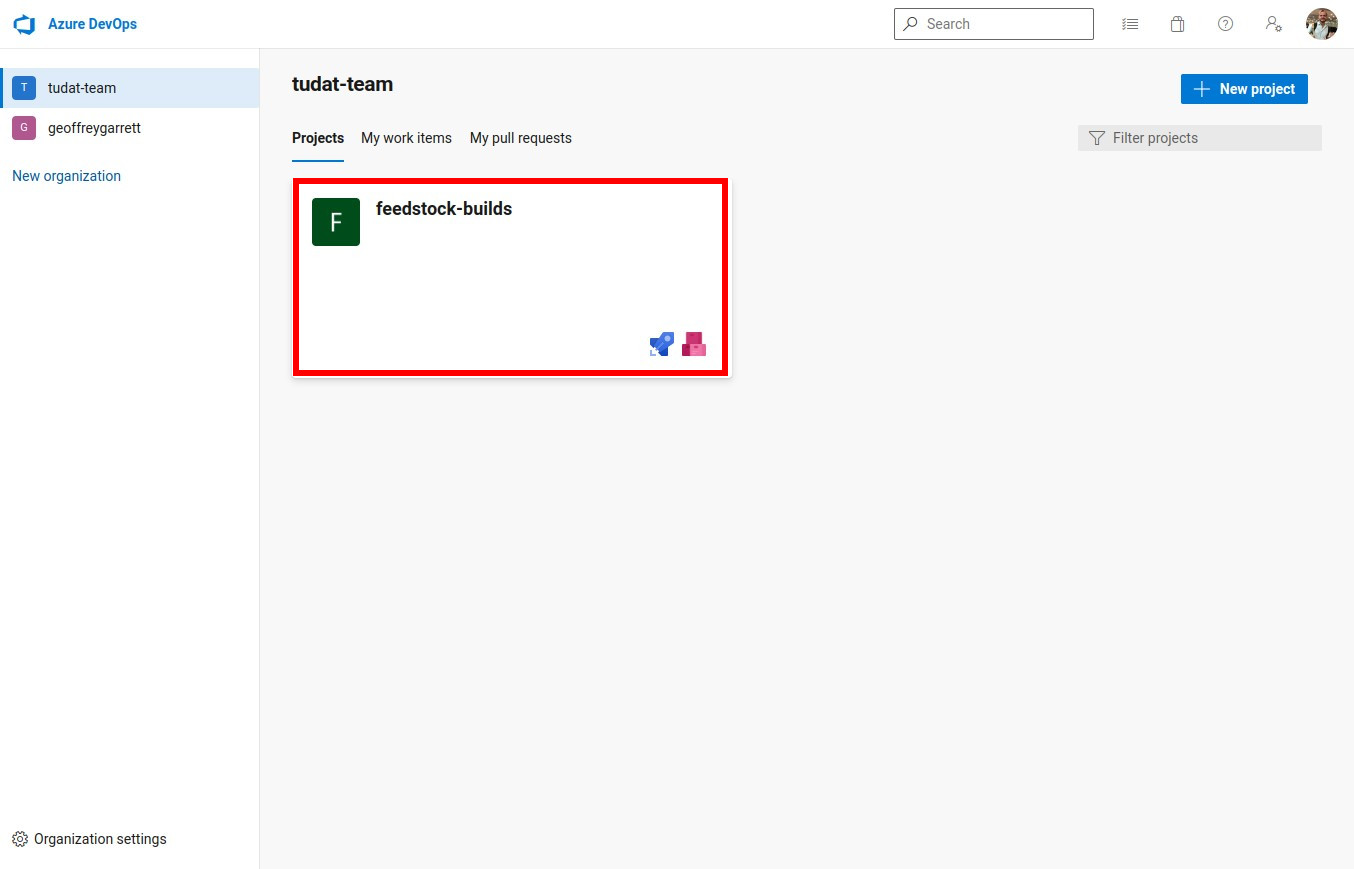 Azure DevOps
Search
T tudat-team
G geoffreygarrett
New organization
Organization settings
tudat-team
New project
Projects My work items My pull requests
Filter projects
F feedstock-builds